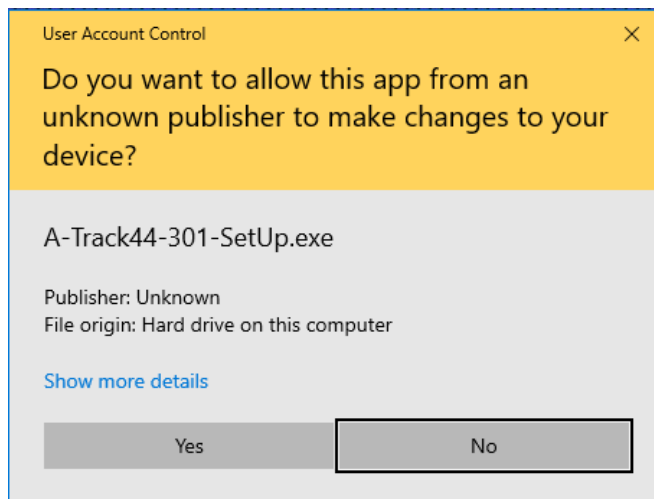 User Account Control
Do you want to allow this app from an
unknown publisher to make changes to your
device?
A-Track44-301-SetUp.exe
Publisher: Unknown
File origin: Hard drive on this computer
Show more details
Yes
No